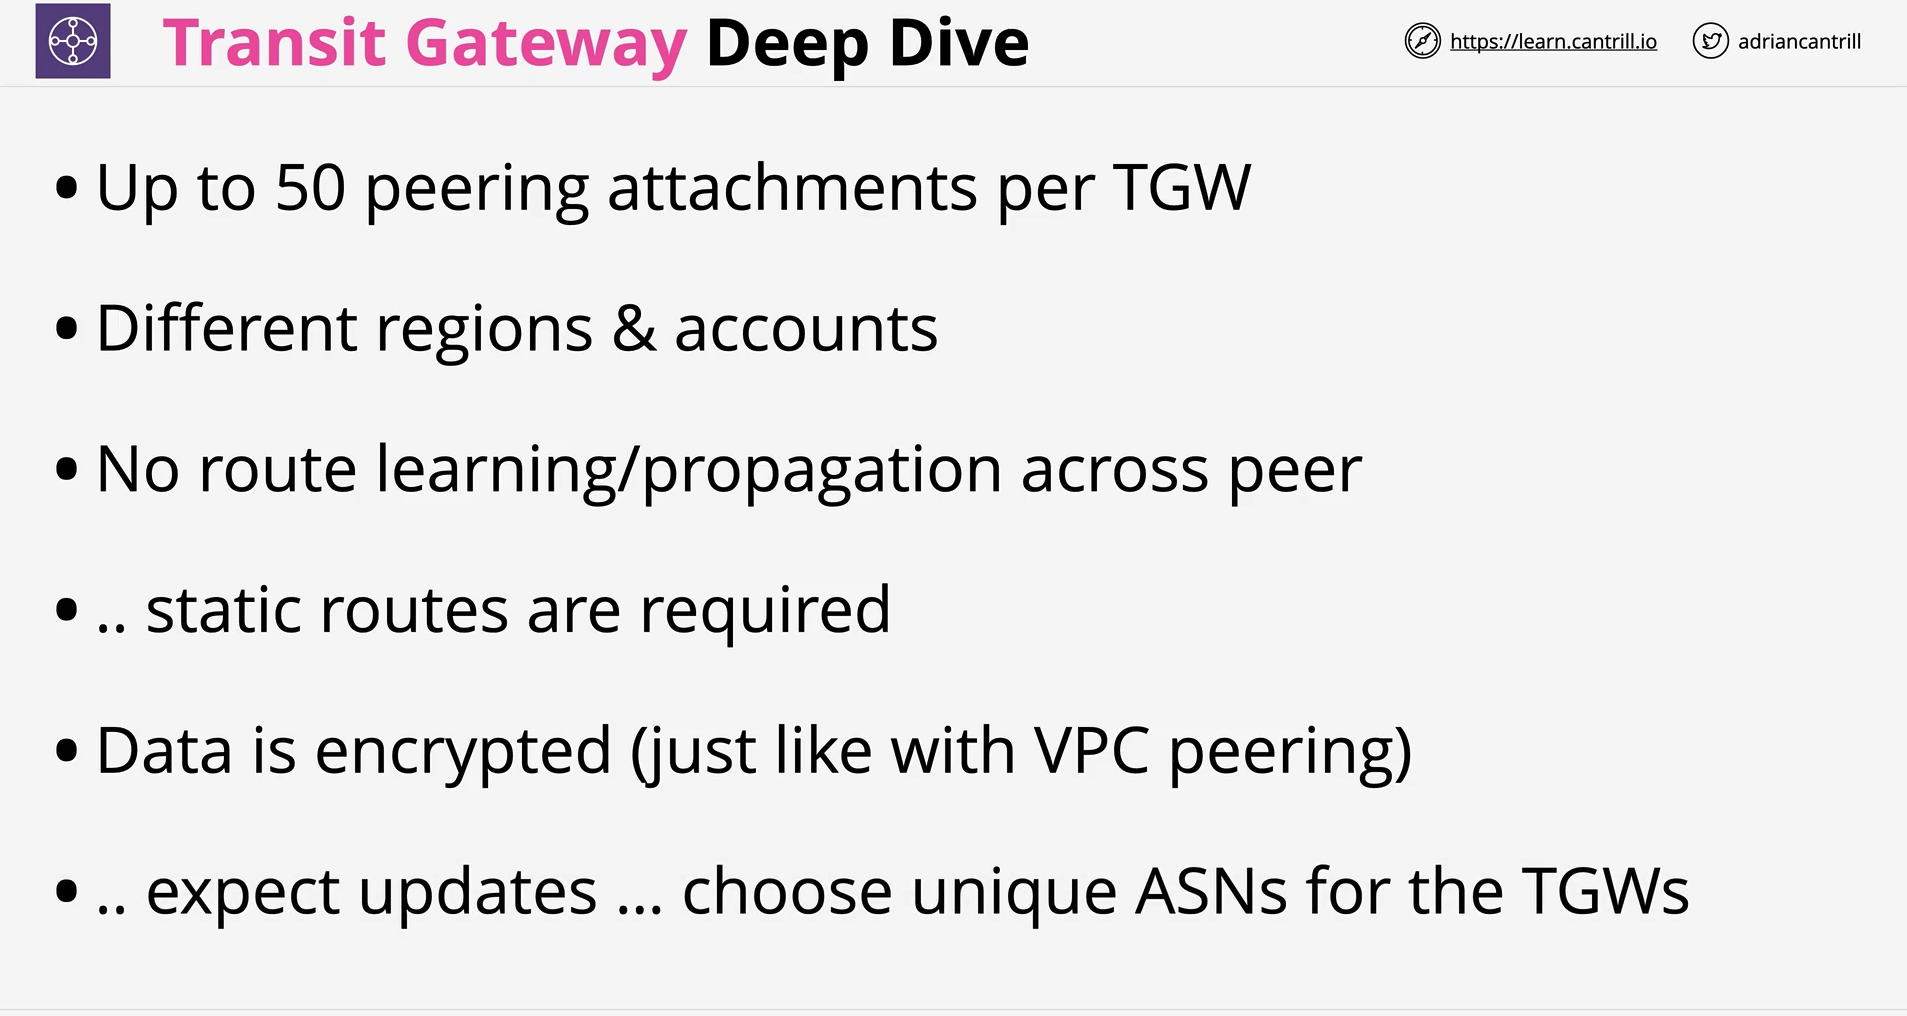 Transit Gateway Deep Dive
https://learn.cantrill.io
adriancantrill
• Up to 50 peering attachments per TGW
• Different regions & accounts
• No route learning/propagation across peer
• .. static routes are required
• Data is encrypted (just like with VPC peering)
• .. expect updates ... choose unique ASNs for the TGWs